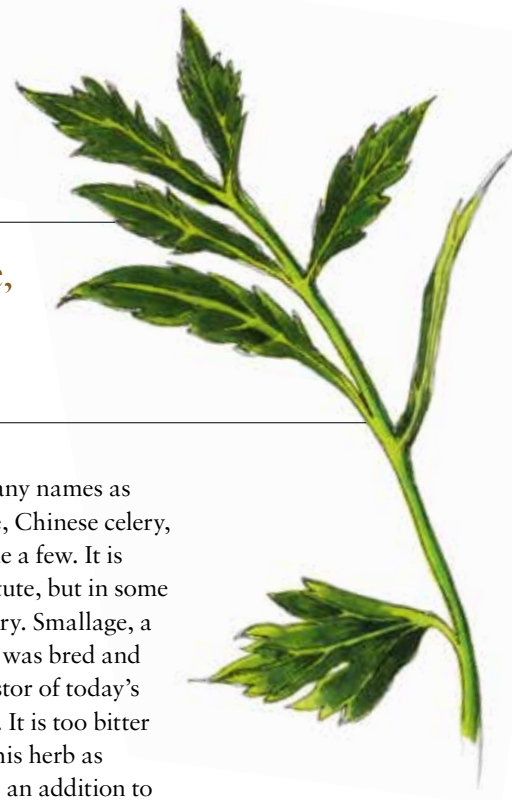 any names as
, Chinese celery,
e a few. It is
tute, but in some
ry. Smallage, a
was bred and
stor of today's
. It is too bitter
his herb as
an addition to